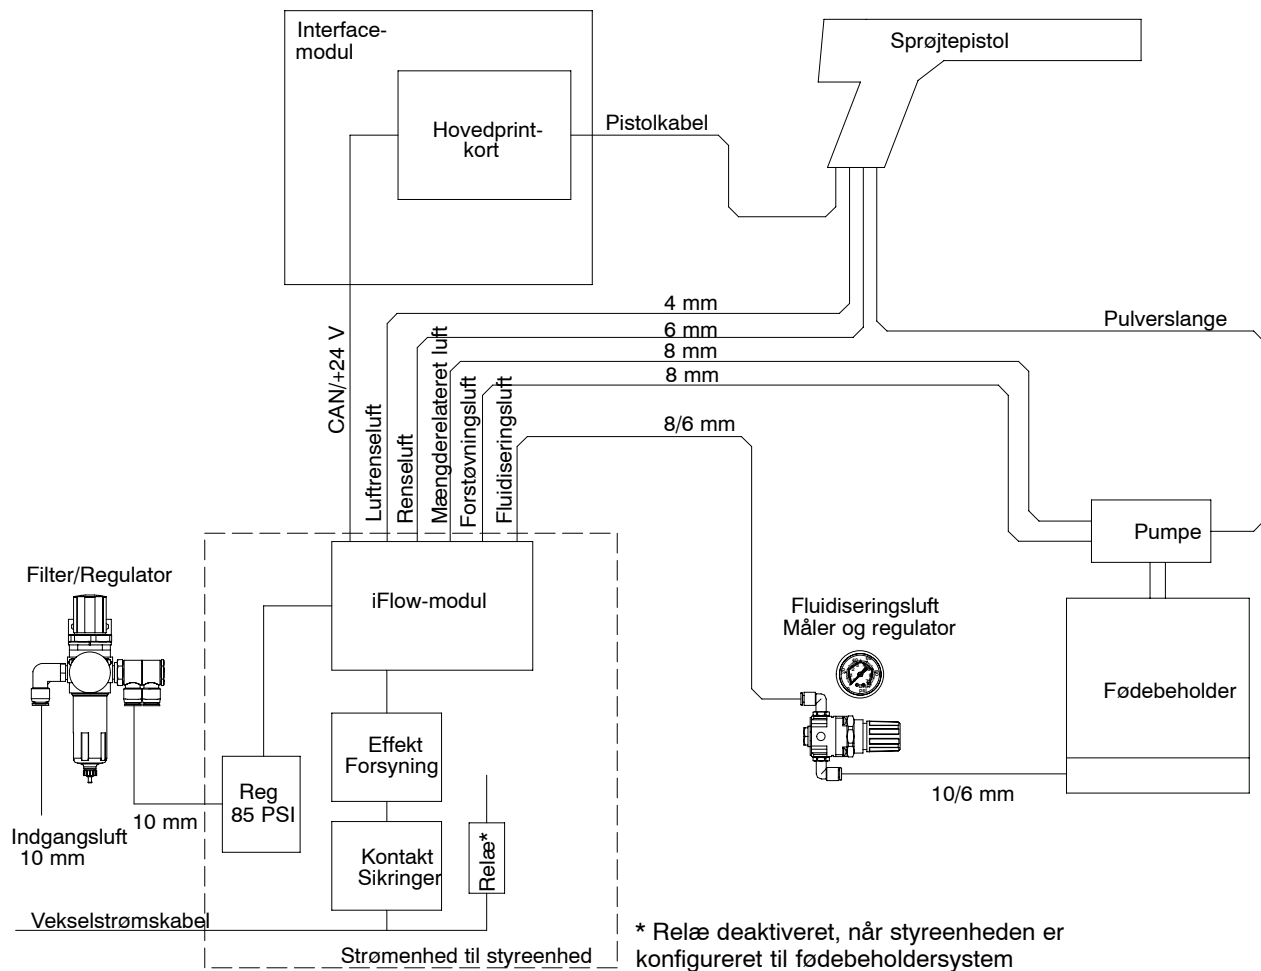 Interface-
modul
Hovedprint-
kort
Pistolkabel
Sprøjtepistol
4 mm
6 mm
8 mm
8 mm
8/6 mm
Pulverslange
CAN/+24 V
Luftrenseluft
Renseluft
Mængderelateret luft
Forstøvningsluft
Fluidiseringsluft
Filter/Regulator
iFlow-modul
Pumpe
Fluidiseringsluft
Måler og regulator
Fødebeholder
Effekt
Forsyning
Reg
85 PSI
10/6 mm
10 mm
Indgangsluft
10 mm
Kontakt
Sikringer
Relæ*
Vekselstrømskabel
Strømenhed til styreenhed
* Relæ deaktiveret, når styreenheden er
konfigureret til fødebeholdersystem